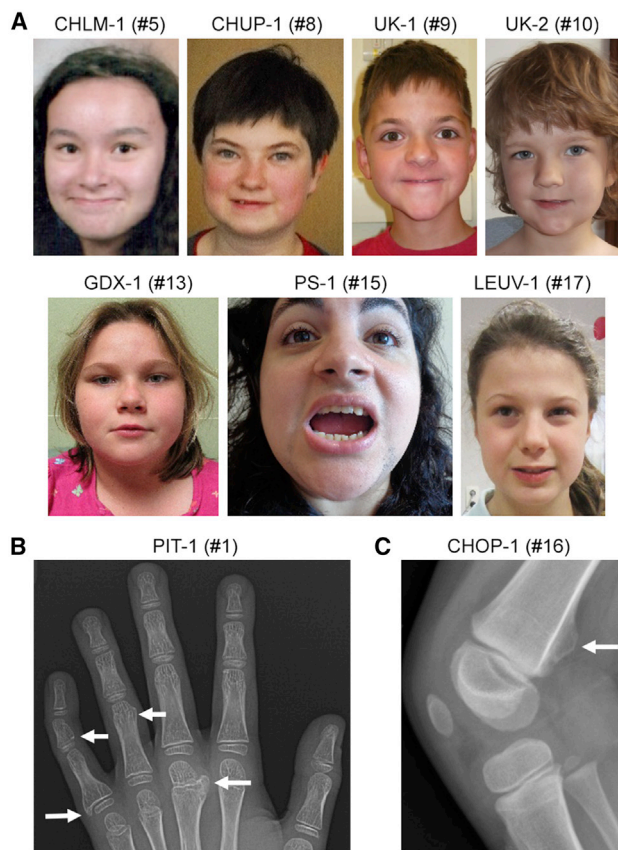 A
CHLM-1 (#5) CHUP-1 (#8) UK-1 (#9) UK-2 (#10)
GDX-1 (#13) PS-1 (#15) LEUV-1 (#17)
B PIT-1 (#1) C CHOP-1 (#16)